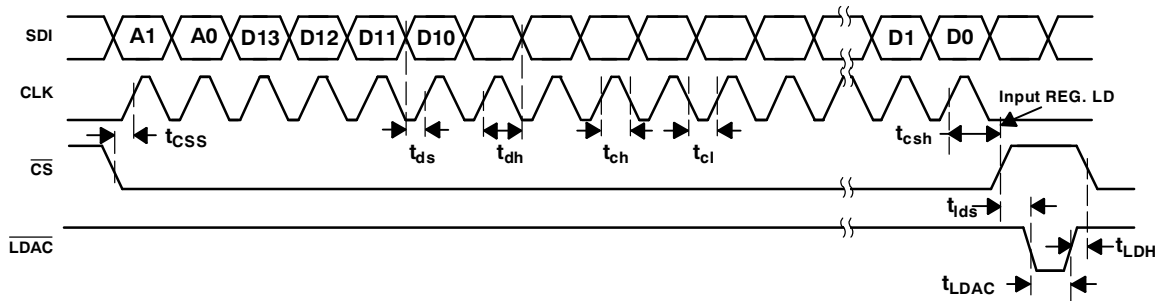 SDI
A1 A0 D13 D12 D11 D10 D1 D0
CLK
Input REG. LD
tCSS
tds
tdh
tch
tcl
tcsh
CS
tlds
LDAC
tLDH
tLDAC